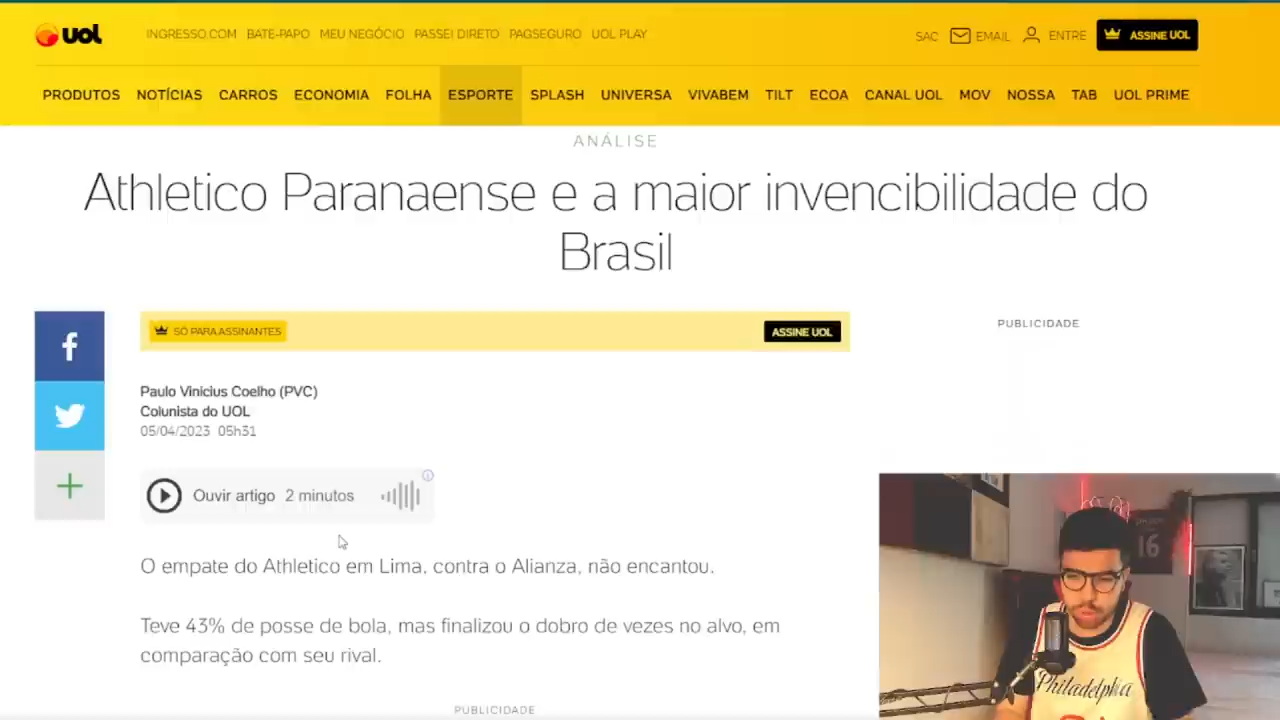 uol
INGRESSO.COM BATE-PAPO MEU NEGÓCIO PASSEI DIRETO PAGSEGURO UOL PLAY
SAC EMAIL ENTRE ASSINE UOL
PRODUTOS NOTÍCIAS CARROS ECONOMIA FOLHA ESPORTE SPLASH UNIVERSA VIVABEM TILT ECOA CANAL UOL MOV NOSSA TAB UOL PRIME
ANÁLISE
Athletico Paranaense e a maior invencibilidade do
Brasil
SÓ PARA ASSINANTES ASSINE UOL
PUBLICIDADE
Paulo Vinicius Coelho (PVC)
Colunista do UOL
05/04/2023 05h31
Ouvir artigo 2 minutos
O empate do Athletico em Lima, contra o Alianza, não encantou.
Teve 43% de posse de bola, mas finalizou o dobro de vezes no alvo, em
comparação com seu rival.
PUBLICIDADE
16
Philadelphia